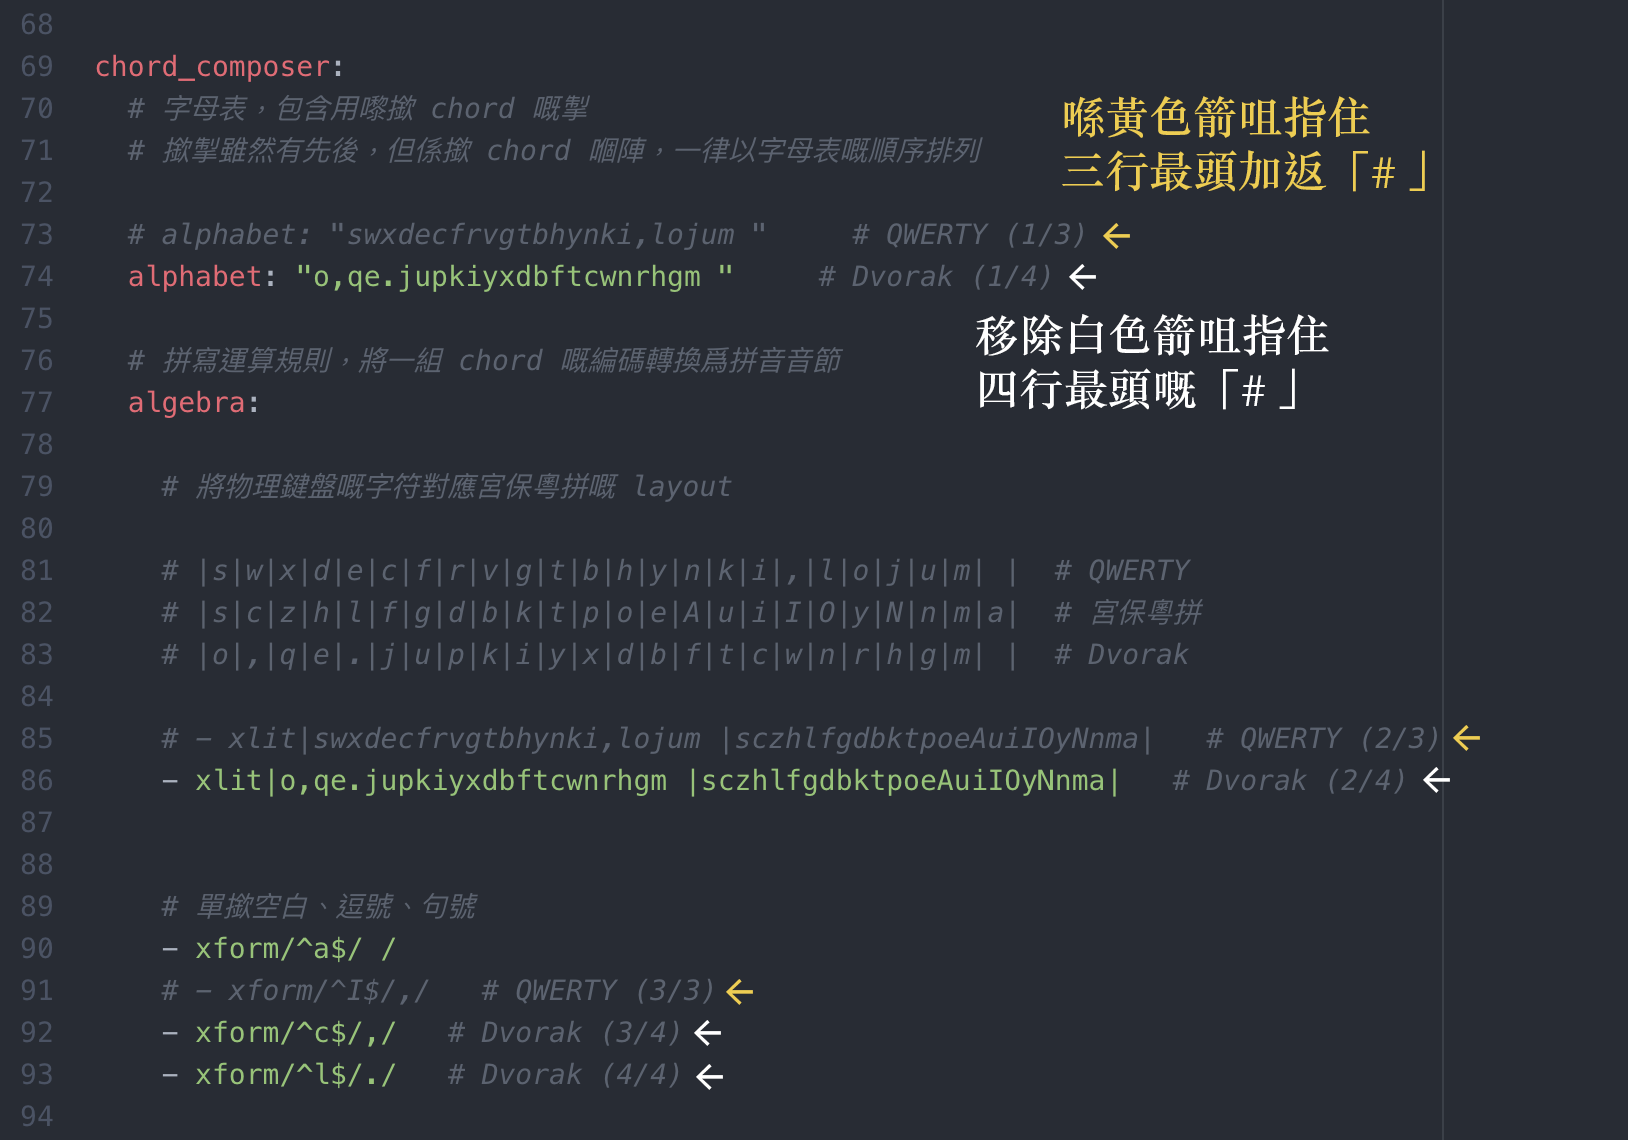 68
69 chord_composer:
70 # 字母表，包含用嚟撳 chord 嘅掣
71 # 撳掣雖然有先後，但係撳 chord 嗰陣，一律以字母表嘅順序排列
喺黃色箭咀指住
三行最頭加返「#」
72
73 # alphabet: "swxdecfrvgtbhynki,lojum " # QWERTY (1/3) ←
74 alphabet: "o,qe.jupkiyxdbftcwnrhgm " # Dvorak (1/4) ←
移除白色箭咀指住
四行最頭嘅「#」
75
76 # 拼寫運算規則，將一組 chord 嘅編碼轉換爲拼音音節
77 algebra:
78
79 # 將物理鍵盤嘅字符對應宮保粵拼嘅 layout
80
81 # |s|w|x|d|e|c|f|r|v|g|t|b|h|y|n|k|i|,|l|o|j|u|m| | # QWERTY
82 # |s|c|z|h|l|f|g|d|b|k|t|p|o|e|A|u|i|I|O|y|N|n|m|a| # 宮保粵拼
83 # |o|,|q|e|.|j|u|p|k|i|y|x|d|b|f|t|c|w|n|r|h|g|m| | # Dvorak
84
85 # - xlit|swxdecfrvgtbhynki,lojum |sczhlfgdbktpoeAuiIOyNnma| # QWERTY (2/3) ←
86 - xlit|o,qe.jupkiyxdbftcwnrhgm |sczhlfgdbktpoeAuiIOyNnma| # Dvorak (2/4) ←
87
88
89 # 單撳空白、逗號、句號
90 - xform/^a$/ /
91 # - xform/^I$/,/ # QWERTY (3/3) ←
92 - xform/^c$/,/ # Dvorak (3/4) ←
93 - xform/^l$/./ # Dvorak (4/4) ←
94